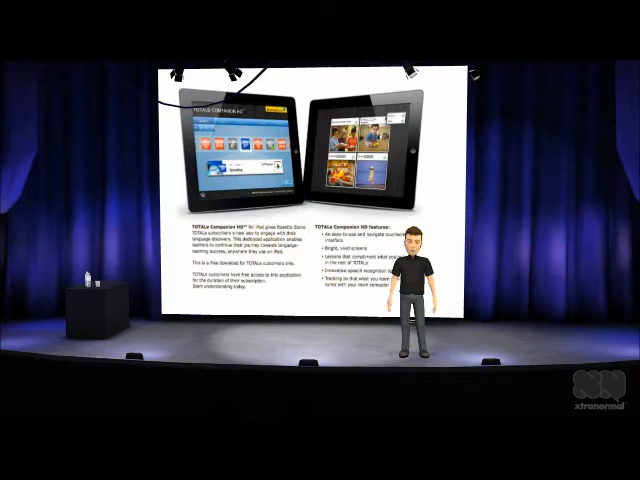 TOTALe COMPANION HD™
TOTALe Companion HD™ for iPad gives Rosetta Stone
TOTALe subscribers a new way to engage with their
language discovery. This dedicated application enables
learners to continue their journey towards language-
learning success, anywhere they use an iPad.
This is a free download for TOTALe customers only.
TOTALe customers have free access to this application
for the duration of their subscription.
Start understanding today.
TOTALe Companion HD features:
• An easy-to-use and navigate touchscreen
interface
• Bright, vivid screens
• Lessons that compliment what you
in the rest of TOTALe
• Innovative speech recognition
• Tracking so that what you learn
syncs with your main computer
xtranormal